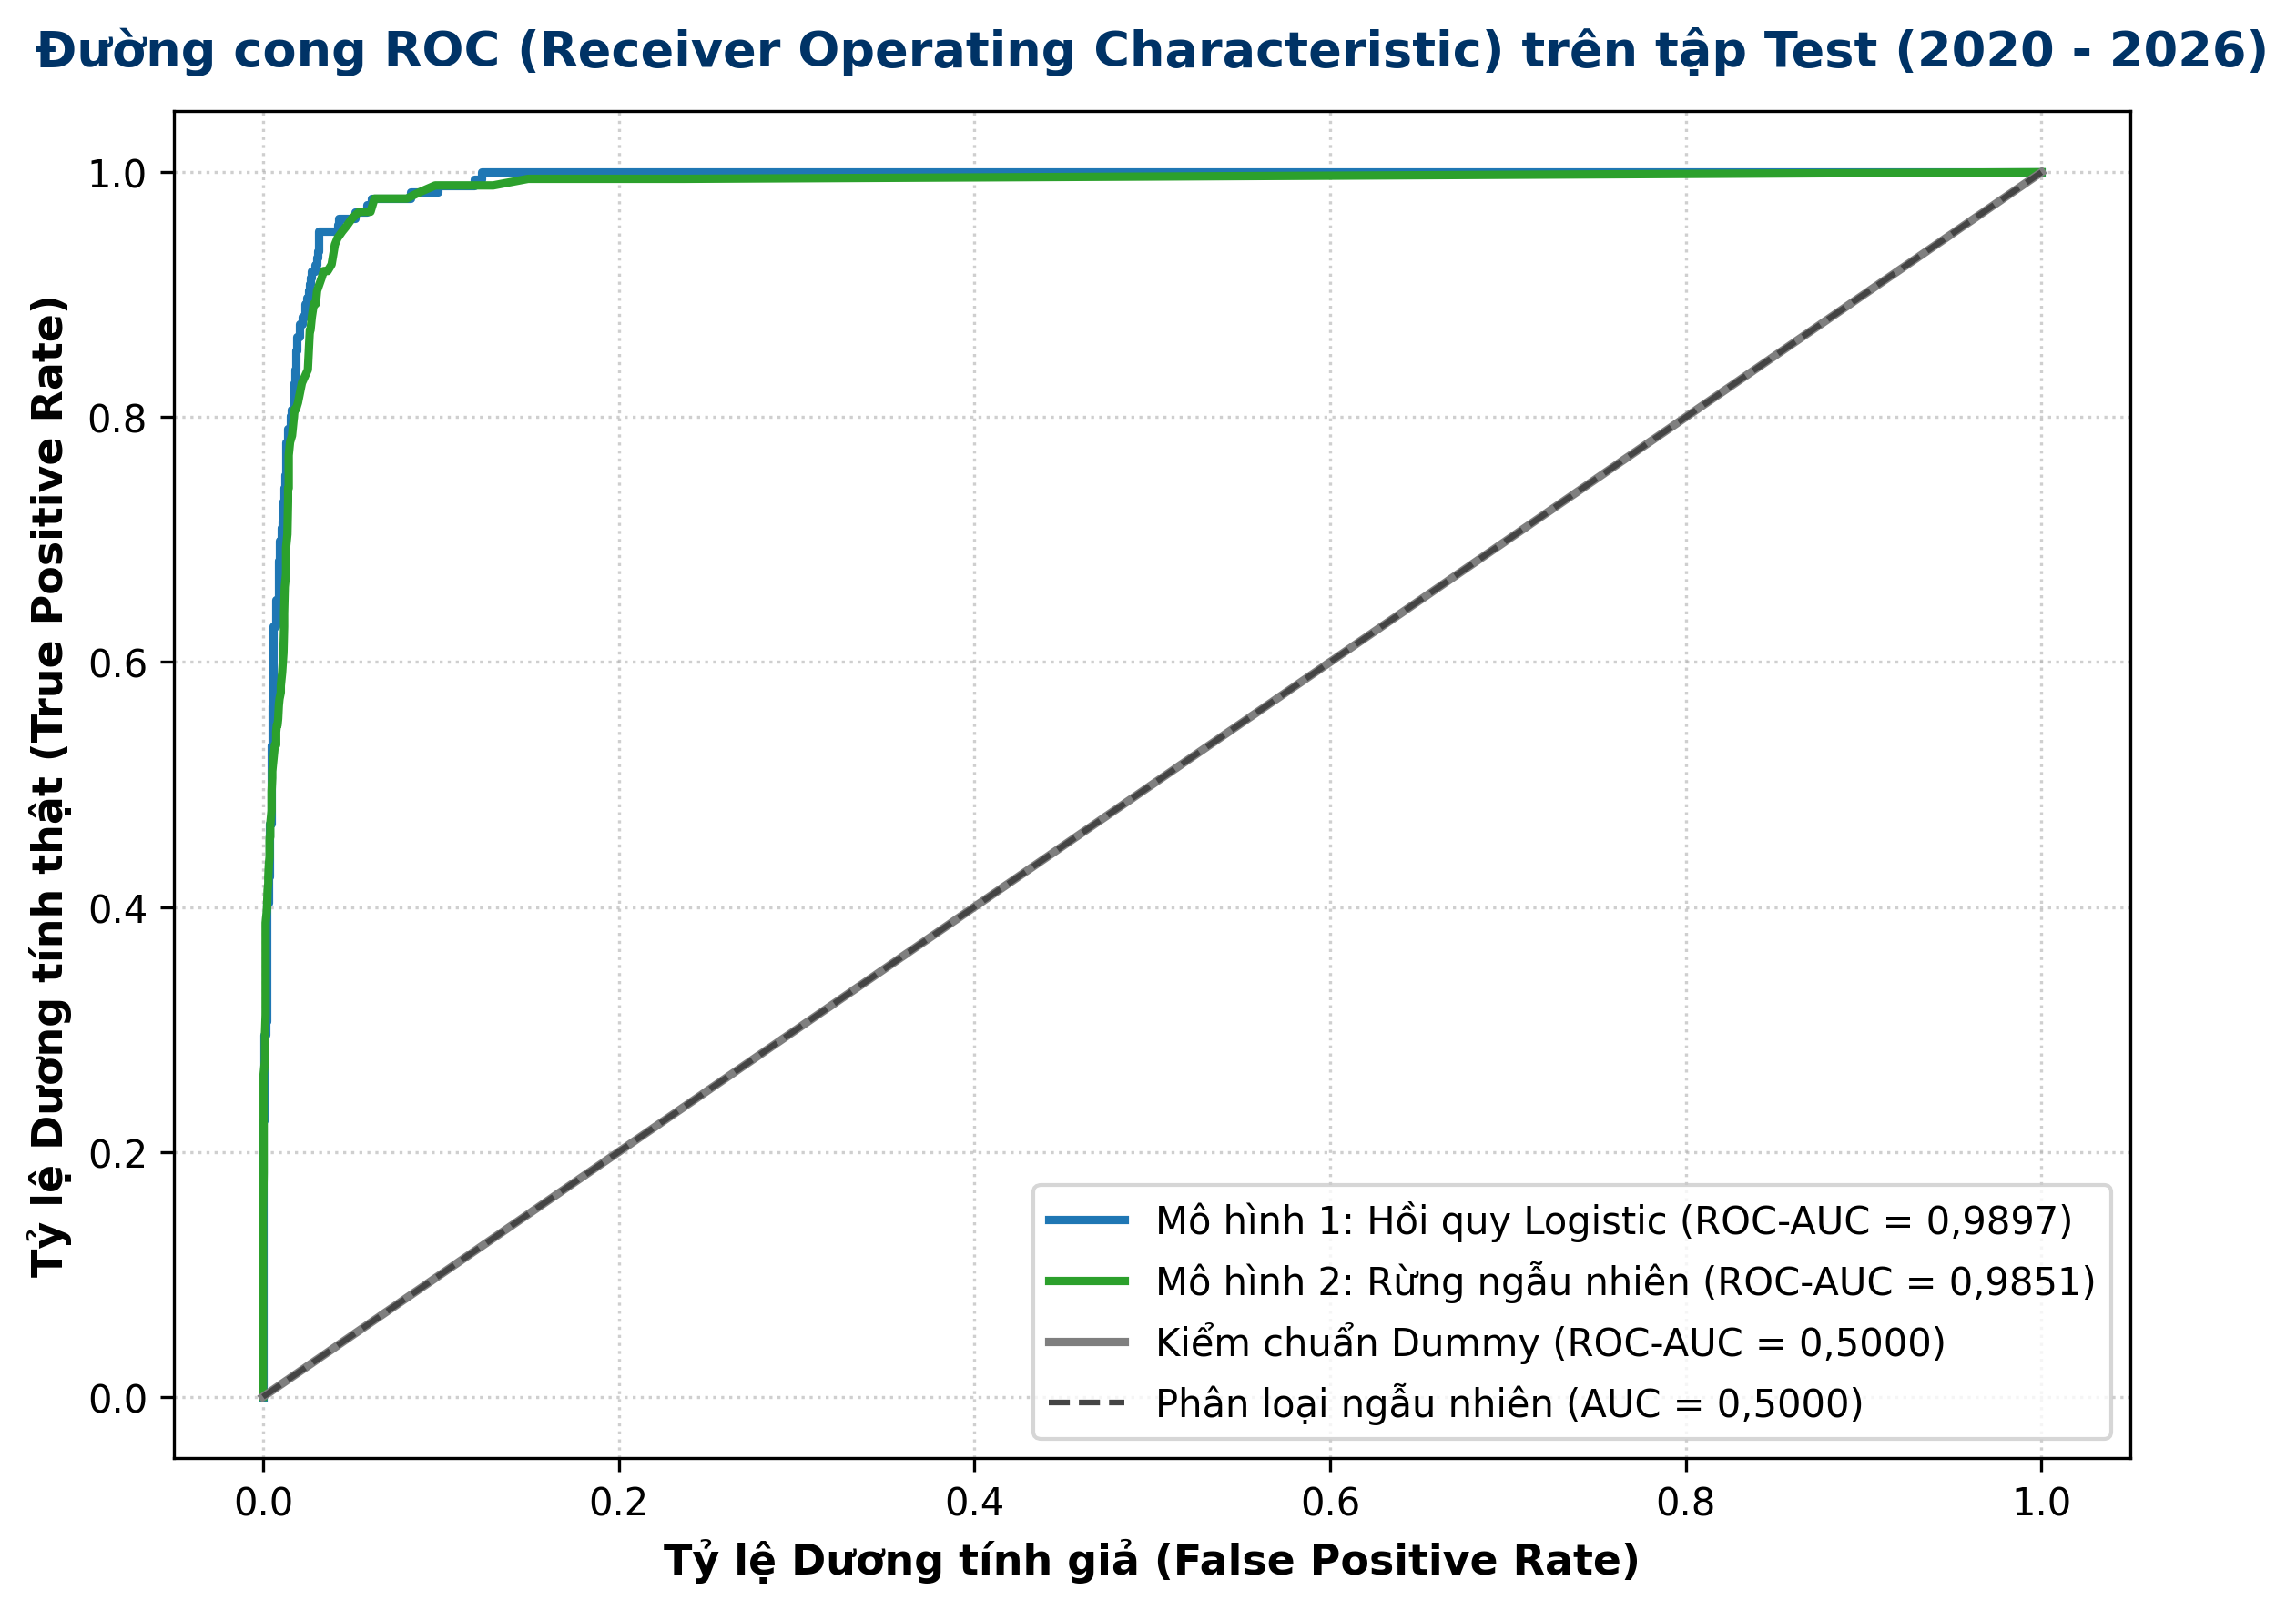 Đường cong ROC (Receiver Operating Characteristic) trên tập Test (2020 - 2026)
Tỷ lệ Dương tính thật (True Positive Rate)
1.0
0.8
0.6
0.4
0.2
0.0
0.0
0.2
0.4
0.6
0.8
1.0
Tỷ lệ Dương tính giả (False Positive Rate)
Mô hình 1: Hồi quy Logistic (ROC-AUC = 0,9897)
Mô hình 2: Rừng ngẫu nhiên (ROC-AUC = 0,9851)
Kiểm chuẩn Dummy (ROC-AUC = 0,5000)
Phân loại ngẫu nhiên (AUC = 0,5000)